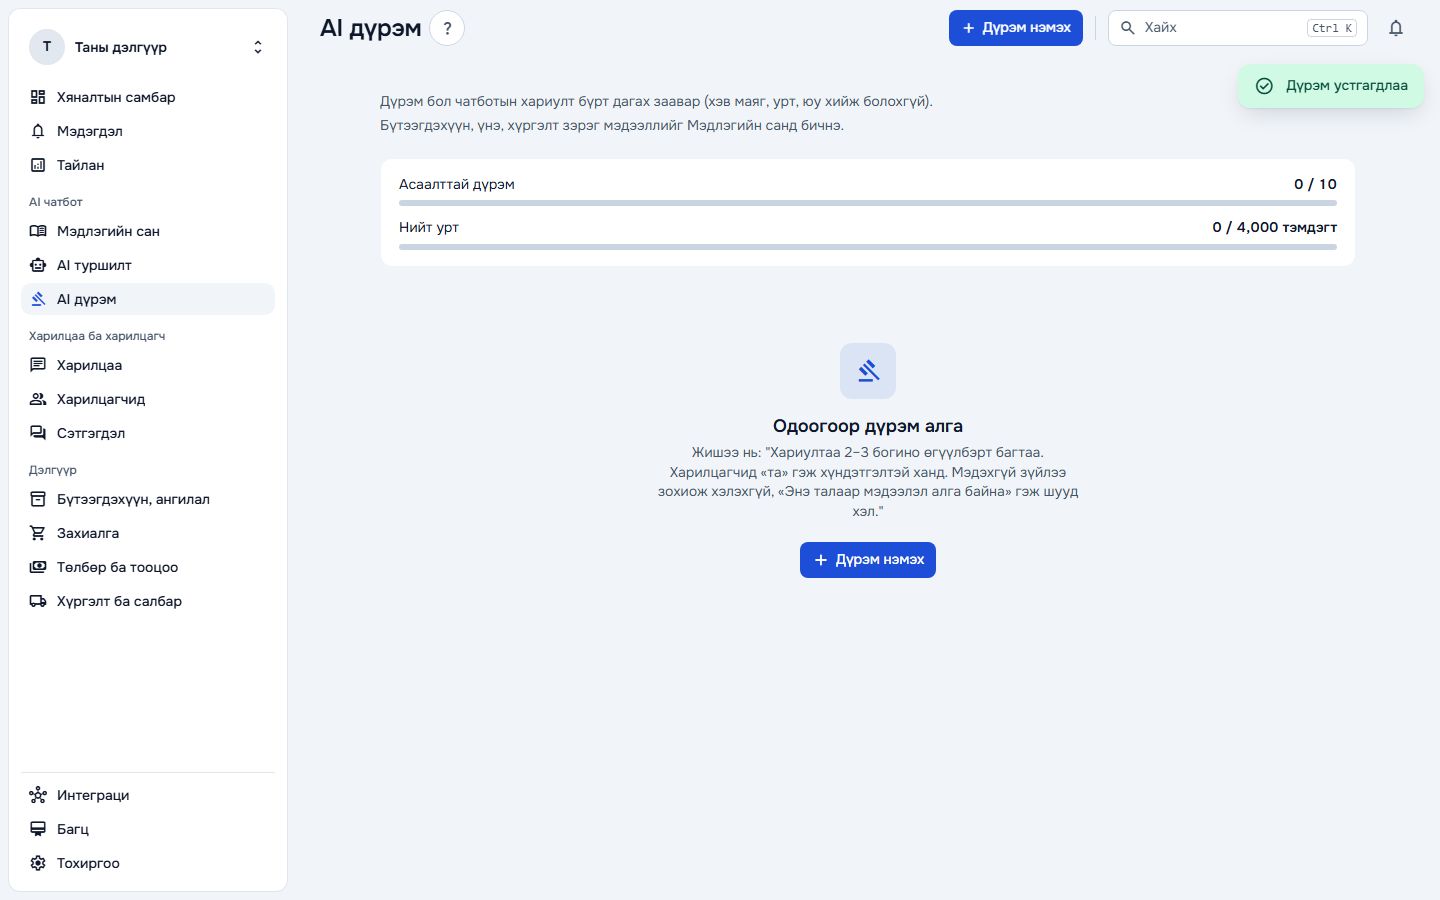 T
Таны дэлгүүр
Хяналтын самбар
Мэдэгдэл
Тайлан
AI чатбот
Мэдлэгийн сан
AI туршилт
AI дүрэм
Харилцаа ба харилцагч
Харилцаа
Харилцагчид
Сэтгэгдэл
Дэлгүүр
Бүтээгдэхүүн, ангилал
Захиалга
Төлбөр ба тооцоо
Хүргэлт ба салбар
Интеграци
Багц
Тохиргоо
AI дүрэм
?
+ Дүрэм нэмэх
Хайх
Ctrl K
Дүрэм устгагдлаа
Дүрэм бол чатботын хариулт бүрт дагах заавар (хэв маяг, урт, юу хийж болохгүй).
Бүтээгдэхүүн, үнэ, хүргэлт зэрэг мэдээллийг Мэдлэгийн санд бичнэ.
Асаалттай дүрэм 0 / 10
Нийт урт 0 / 4,000 тэмдэгт
Одоогоор дүрэм алга
Жишээ нь: "Хариултаа 2–3 богино өгүүлбэрт багтаа.
Харилцагчид «та» гэж хүндэтгэлтэй ханд. Мэдэхгүй зүйлээ
зохиож хэлэхгүй, «Энэ талаар мэдээлэл алга байна» гэж шууд
хэл."
+ Дүрэм нэмэх